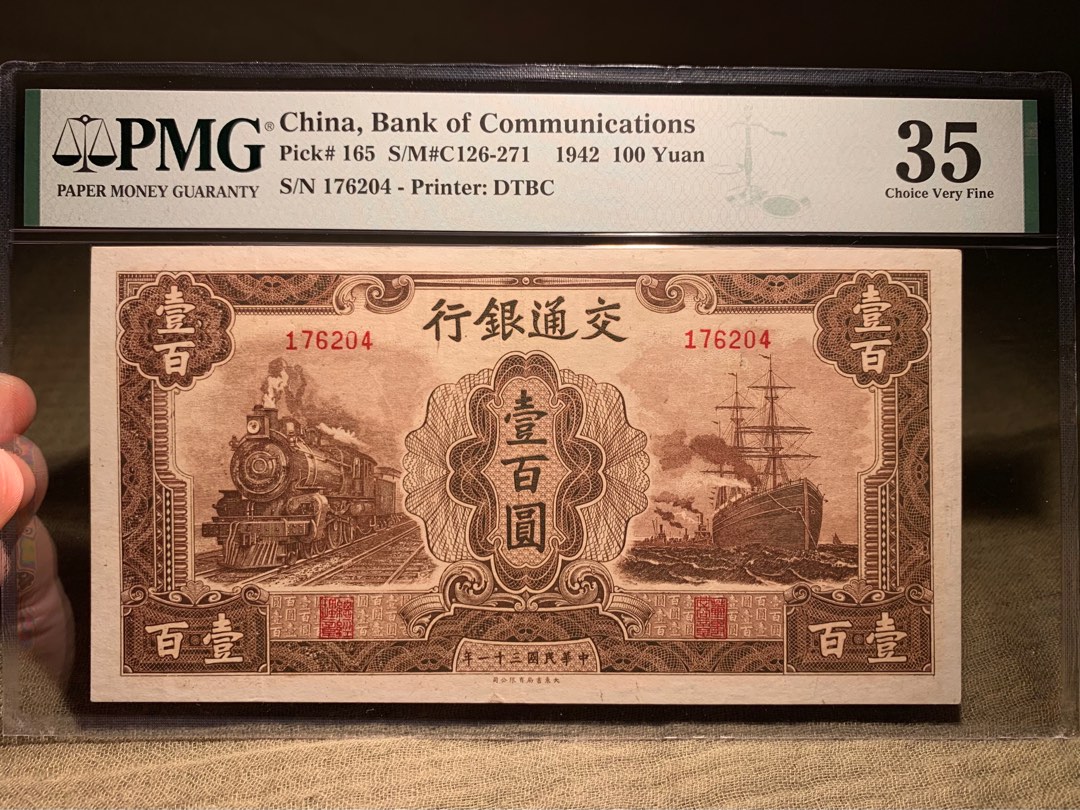 PMG®
PAPER MONEY GUARANTY
China, Bank of Communications
Pick# 165 S/M#C126-271 1942 100 Yuan
S/N 176204 - Printer: DTBC
35
Choice Very Fine
行銀通交
壹百
壹百
176204
176204
壹百圓
百壹
百壹
年一十三國民華中